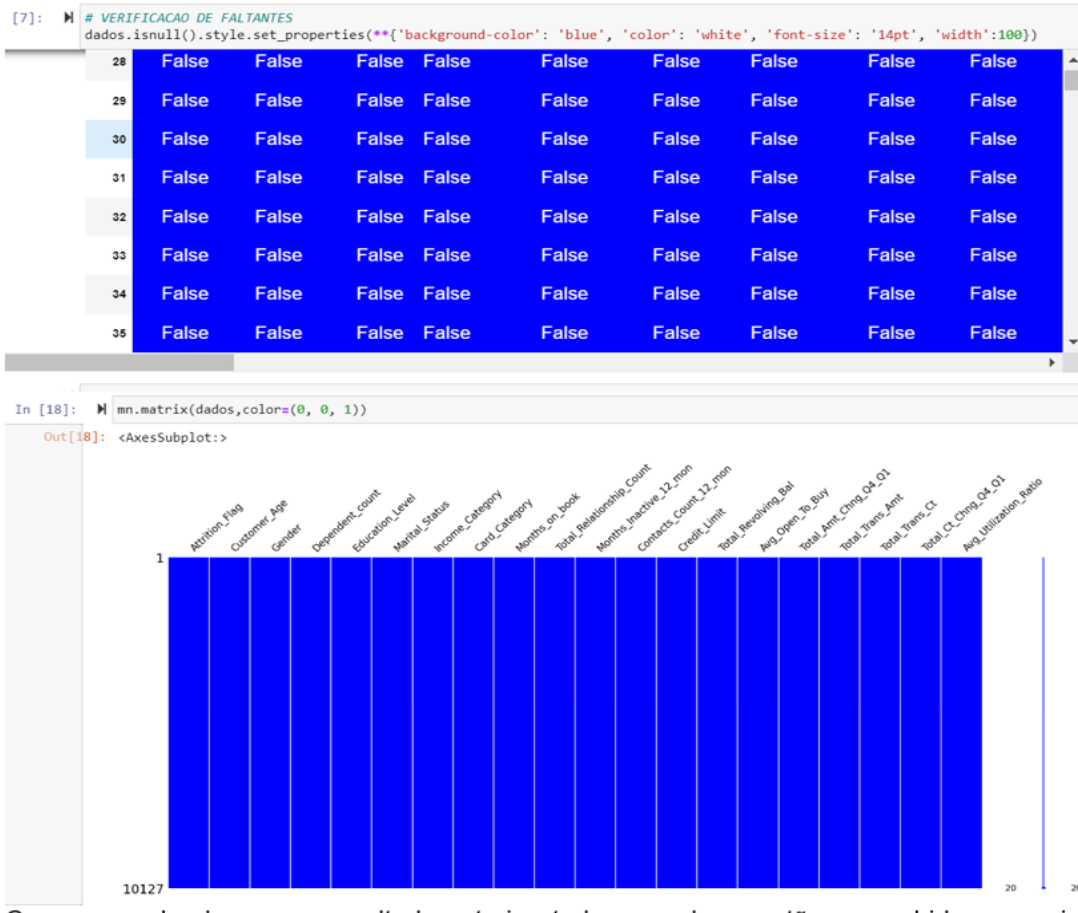 [7]: # VERIFICACAO DE FALTANTES
dados.isnull().style.set_properties(**{'background-color': 'blue', 'color': 'white', 'font-size': '14pt', 'width':100})
28 False False False False False False False False False
29 False False False False False False False False False
30 False False False False False False False False False
31 False False False False False False False False False
32 False False False False False False False False False
33 False False False False False False False False False
34 False False False False False False False False False
35 False False False False False False False False False
In [18]: mn.matrix(dados,color=(0, 0, 1))
Out[18]: <AxesSubplot:>
Attrition_Flag
Customer_Age
Gender
Dependent_count
Education_Level
Marital_Status
Income_Category
Card_Category
Months_on_book
Total_Relationship_Count
Months_Inactive_12_mon
Contacts_Count_12_mon
Credit_Limit
Total_Revolving_Bal
Avg_Open_To_Buy
Total_Amt_Chng_Q4_Q1
Total_Trans_Amt
Total_Trans_Ct
Total_Ct_Chng_Q4_Q1
Avg_Utilization_Ratio
1
10127
20